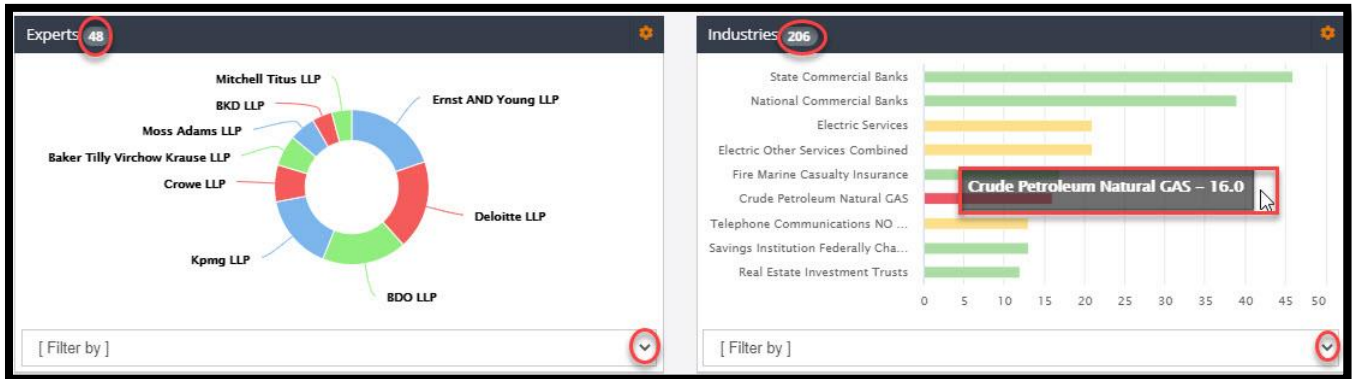 Experts 48
Mitchell Titus LLP
BKD LLP
Ernst AND Young LLP
Moss Adams LLP
Baker Tilly Virchow Krause LLP
Crowe LLP
Deloitte LLP
Kpmg LLP
BDO LLP
[ Filter by ]
Industries 206
State Commercial Banks
National Commercial Banks
Electric Services
Electric Other Services Combined
Fire Marine Casualty Insurance
Crude Petroleum Natural GAS
Crude Petroleum Natural GAS – 16.0
Telephone Communications NO ...
Savings Institution Federally Cha...
Real Estate Investment Trusts
0 5 10 15 20 25 30 35 40 45 50
[ Filter by ]